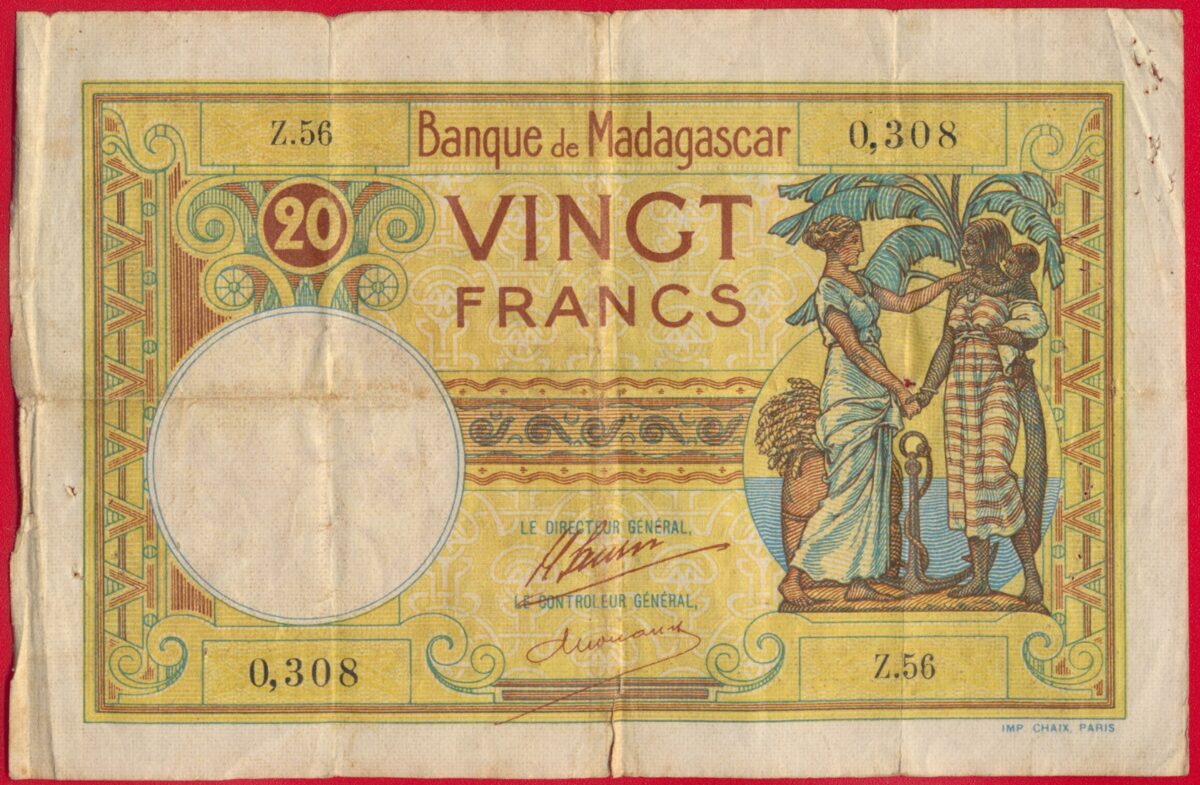 Z.56
Banque de Madagascar
0,308
20
VINGT
FRANCS
LE DIRECTEUR GÉNÉRAL,
LE CONTROLEUR GÉNÉRAL,
0,308
Z.56
IMP CHAIX, PARIS